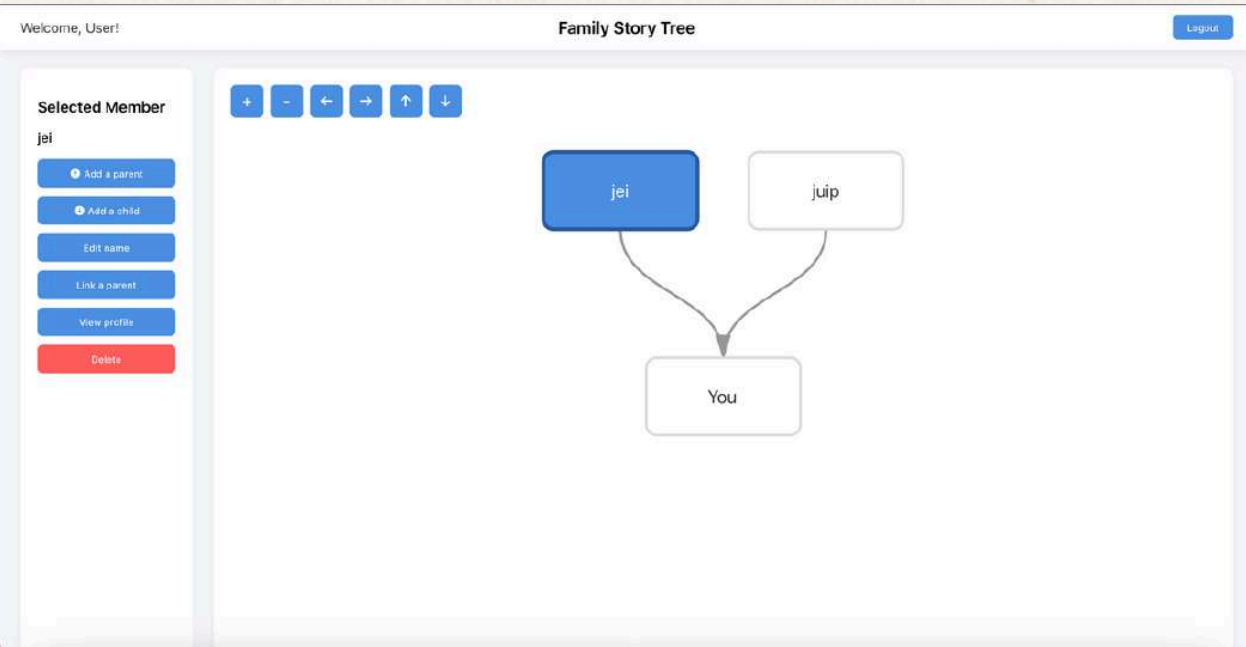 Welcome, User!
Family Story Tree
Logout
Selected Member
jei
Add a parent
Add a child
Edit name
Link a parent
View profile
Delete
+ - ← → ↑ ↓
jei
juip
You